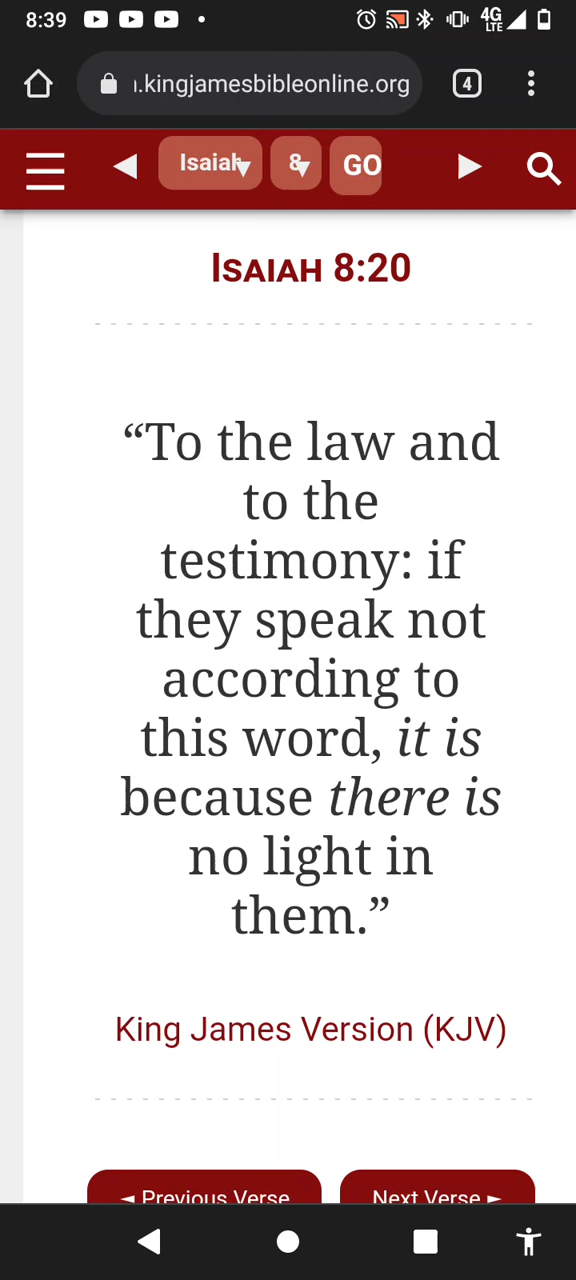 8:39 4G LTE
n.kingjamesbibleonline.org 4
Isaiah 8 GO
ISAIAH 8:20
“To the law and
to the
testimony: if
they speak not
according to
this word, it is
because there is
no light in
them.”
King James Version (KJV)
◄ Previous Verse Next Verse ►